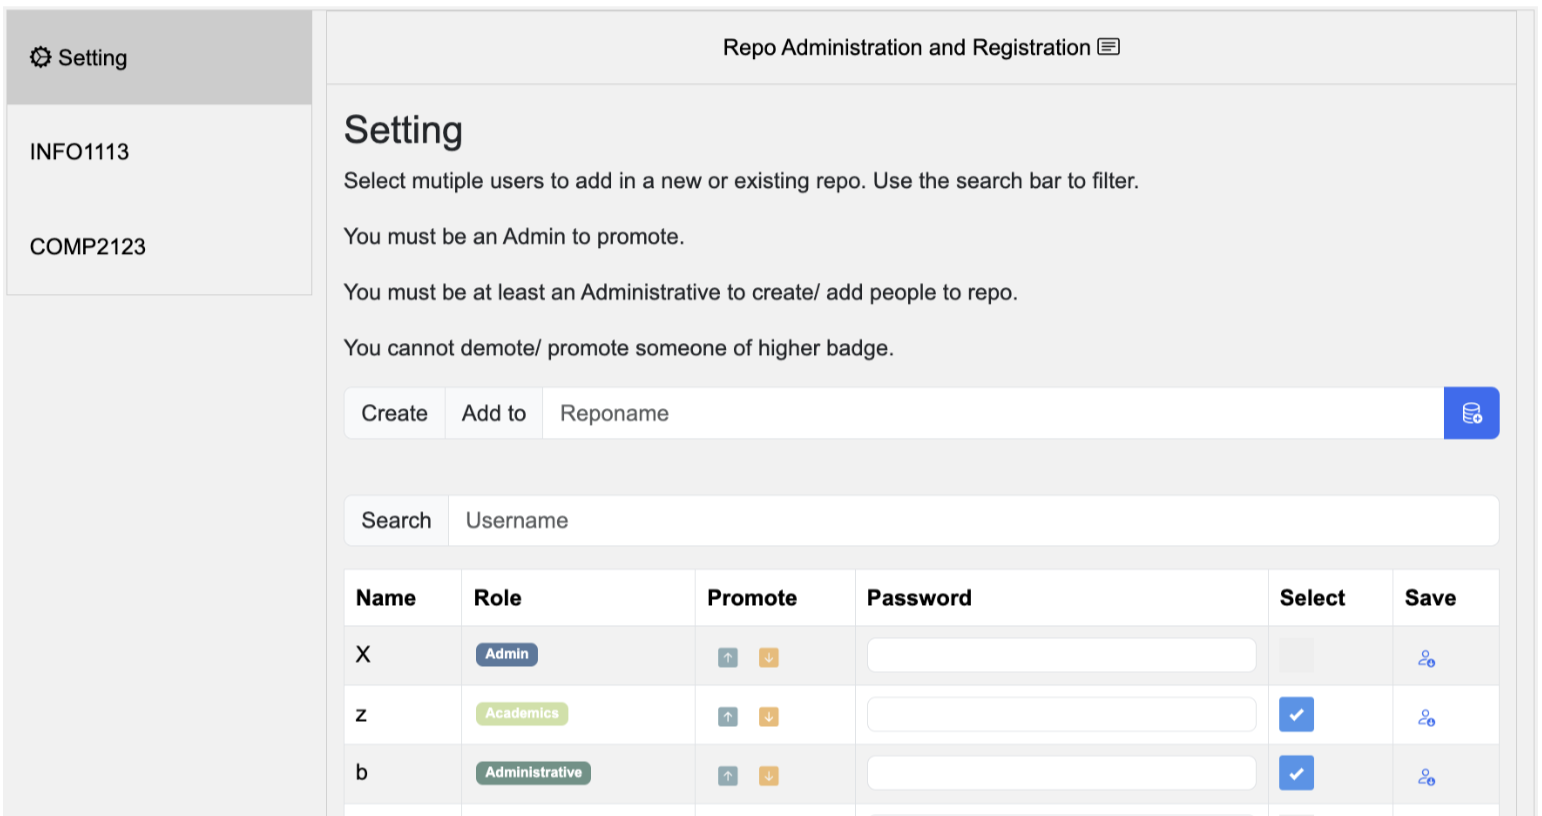 Setting
INFO1113
COMP2123
Repo Administration and Registration
Setting
Select mutiple users to add in a new or existing repo. Use the search bar to filter.
You must be an Admin to promote.
You must be at least an Administrative to create/ add people to repo.
You cannot demote/ promote someone of higher badge.
Create Add to Reponame
Search Username
Name Role Promote Password Select Save
X Admin
z Academics
b Administrative